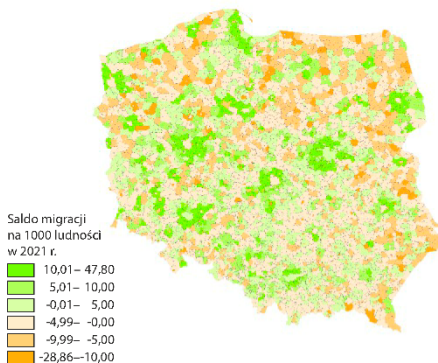 Saldo migracji
na 1000 ludności
w 2021 r.
10,01– 47,80
5,01– 10,00
-0,01– 5,00
-4,99– -0,00
-9,99– -5,00
-28,86–-10,00